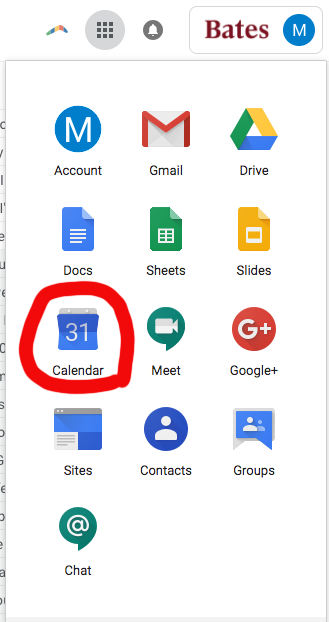 Bates M
M
Account Gmail Drive
Docs Sheets Slides
31 G+
Calendar Meet Google+
Sites Contacts Groups
@
Chat